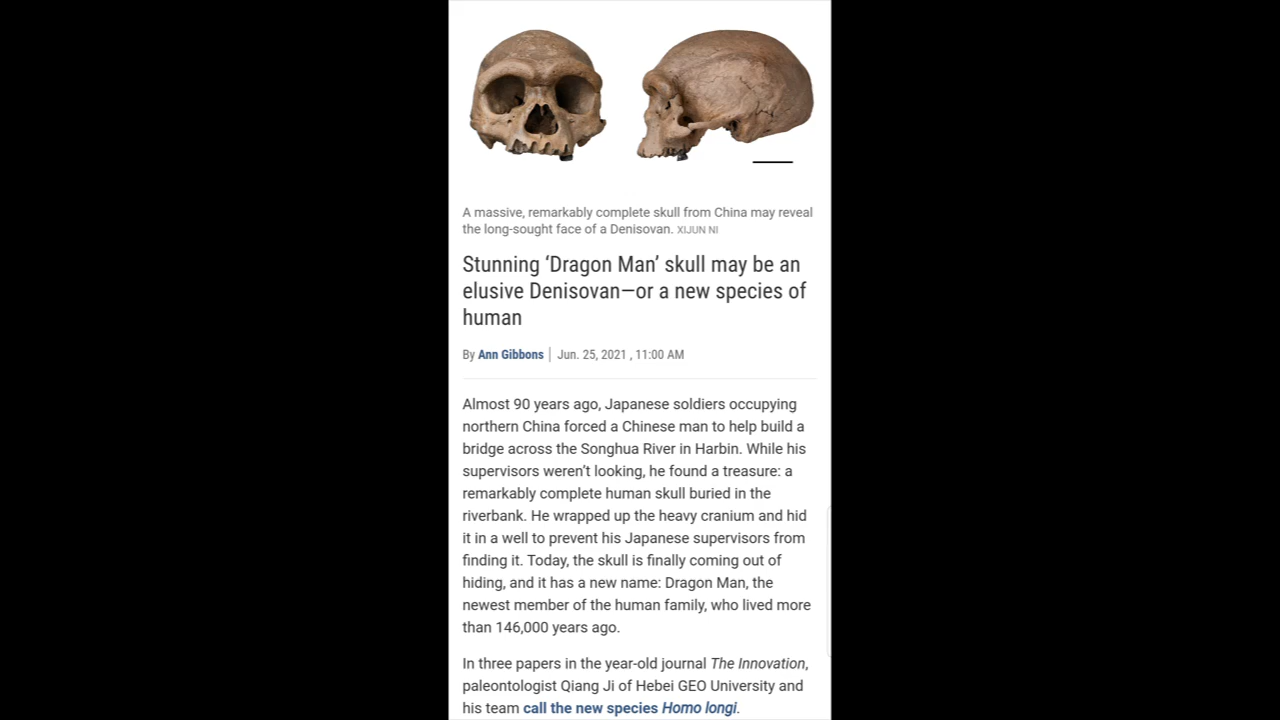 A massive, remarkably complete skull from China may reveal
the long-sought face of a Denisovan. XIJUN NI
Stunning ‘Dragon Man’ skull may be an
elusive Denisovan—or a new species of
human
By Ann Gibbons | Jun. 25, 2021 , 11:00 AM
Almost 90 years ago, Japanese soldiers occupying
northern China forced a Chinese man to help build a
bridge across the Songhua River in Harbin. While his
supervisors weren’t looking, he found a treasure: a
remarkably complete human skull buried in the
riverbank. He wrapped up the heavy cranium and hid
it in a well to prevent his Japanese supervisors from
finding it. Today, the skull is finally coming out of
hiding, and it has a new name: Dragon Man, the
newest member of the human family, who lived more
than 146,000 years ago.
In three papers in the year-old journal The Innovation,
paleontologist Qiang Ji of Hebei GEO University and
his team call the new species Homo longi.